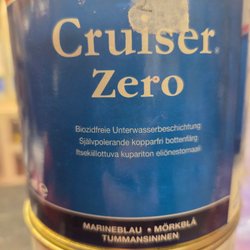 Cruiser®
Zero
Biozidfreie Unterwasserbeschichtung
Självpolerande kopparfri bottenfärg
Itsekiillottuva kupariton eliönestomaali
MARINEBLAU • MÖRKBLÅ
TUMMANSININEN